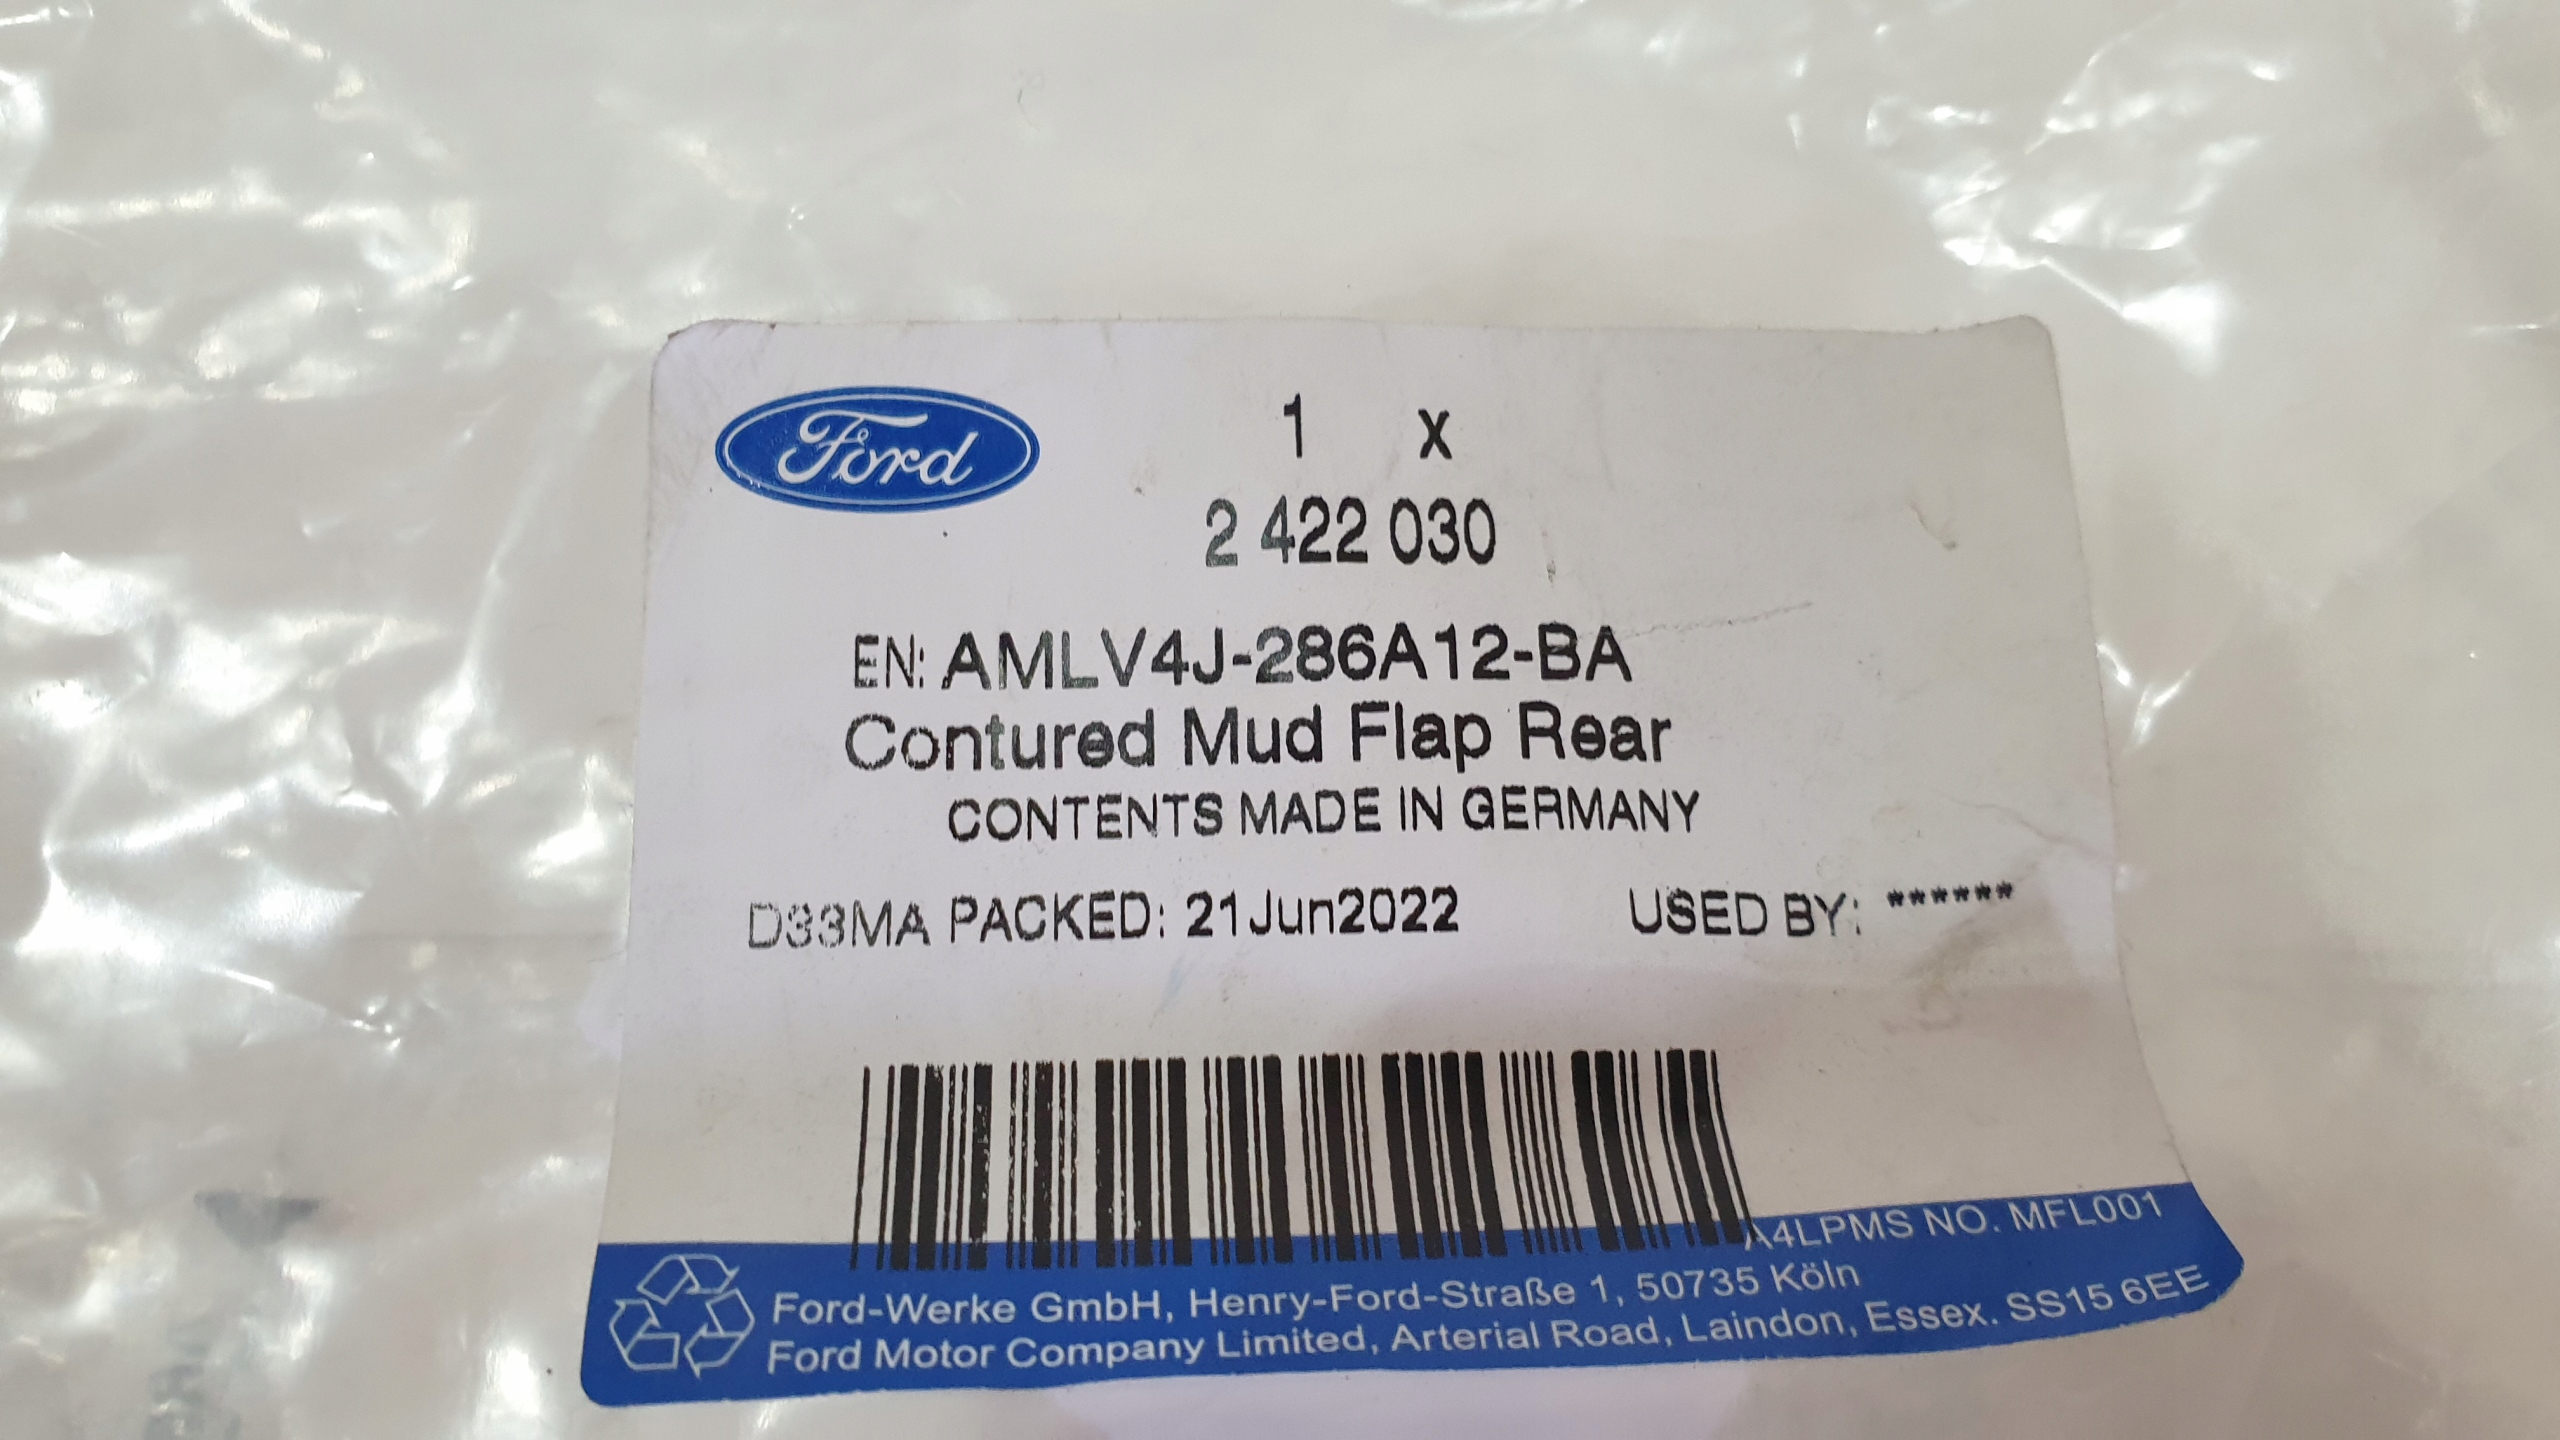 Ford
1 x
2 422 030
EN: AMLV4J-286A12-BA
Contured Mud Flap Rear
CONTENTS MADE IN GERMANY
D33MA PACKED: 21Jun2022 USED BY: ******
A4LPMS NO. MFL001
Ford-Werke GmbH, Henry-Ford-Straße 1, 50735 Köln
Ford Motor Company Limited, Arterial Road, Laindon, Essex. SS15 6EE